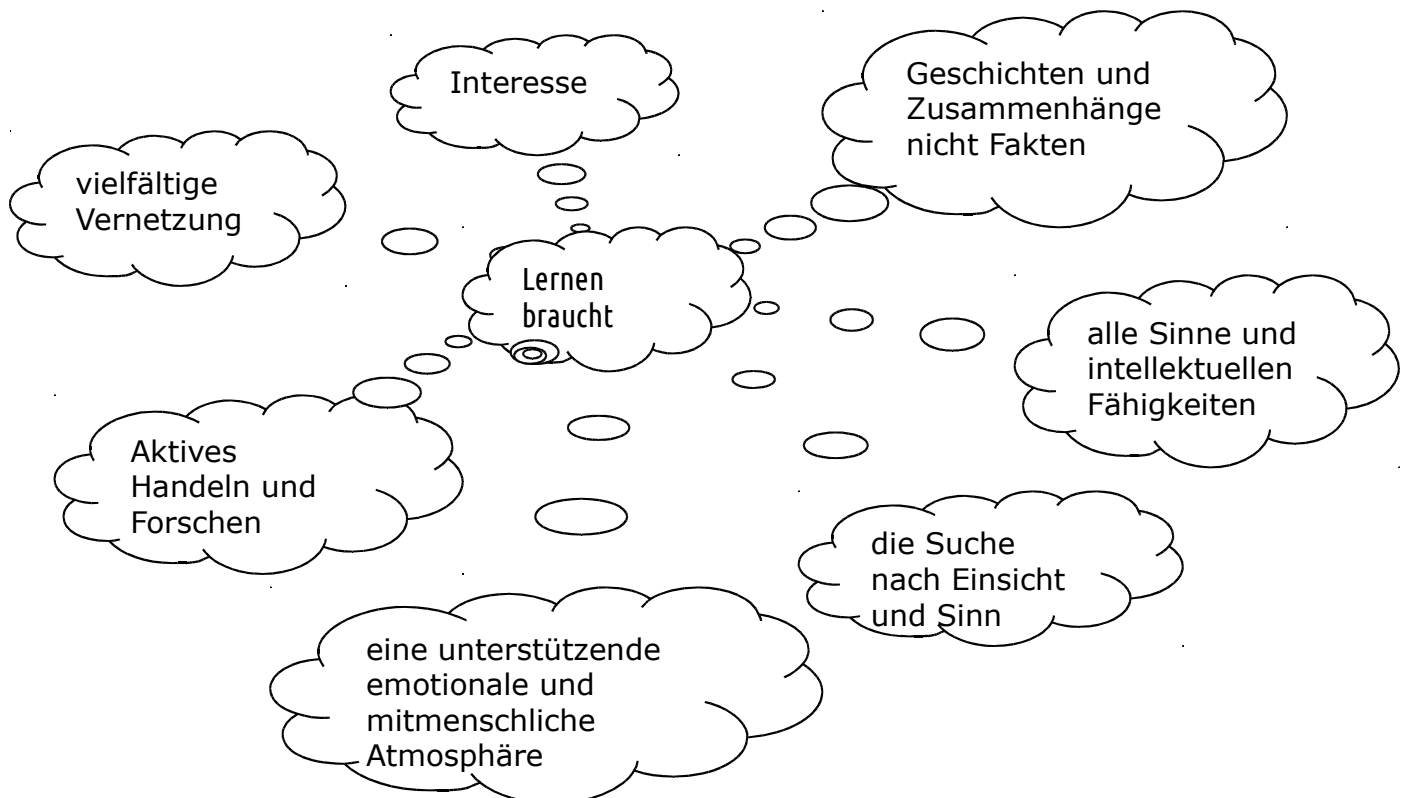 Interesse
Geschichten und
Zusammenhänge
nicht Fakten
vielfältige
Vernetzung
Lernen
braucht
alle Sinne und
intellektuellen
Fähigkeiten
Aktives
Handeln und
Forschen
die Suche
nach Einsicht
und Sinn
eine unterstützende
emotionale und
mitmenschliche
Atmosphäre